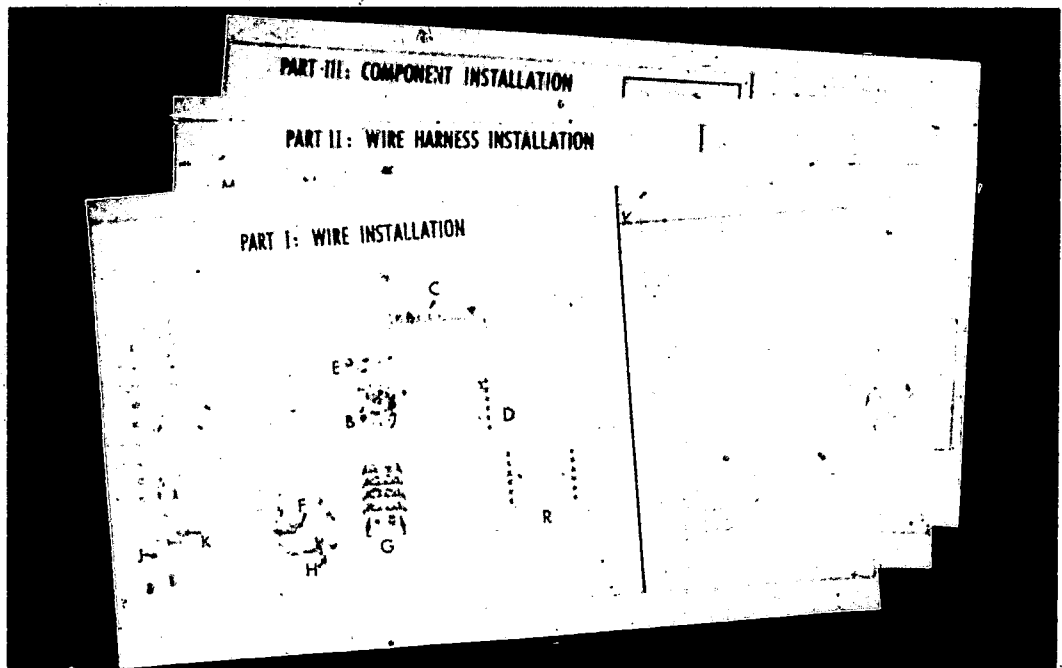 PART III: COMPONENT INSTALLATION
PART II: WIRE HARNESS INSTALLATION
M
PART I: WIRE INSTALLATION
C
E
B
D
F
R
J
K
G
H